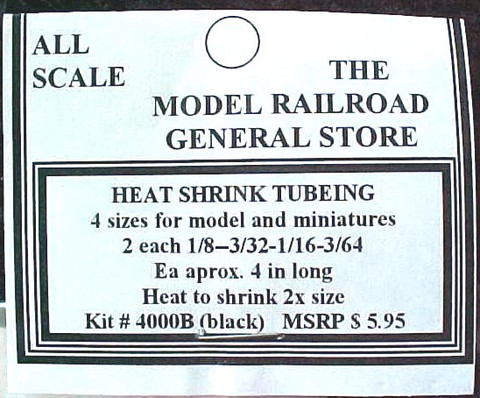 ALL
SCALE
THE
MODEL RAILROAD
GENERAL STORE
HEAT SHRINK TUBEING
4 sizes for model and miniatures
2 each 1/8--3/32-1/16-3/64
Ea aprox. 4 in long
Heat to shrink 2x size
Kit # 4000B (black) MSRP $ 5.95